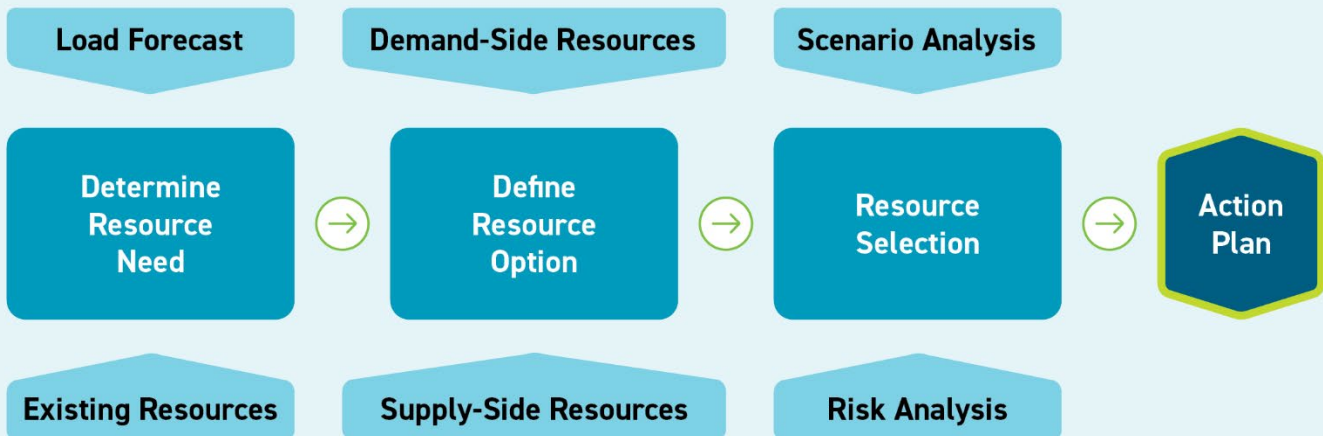 Load Forecast
Demand-Side Resources
Scenario Analysis
Determine
Resource
Need
Define
Resource
Option
Resource
Selection
Action
Plan
Existing Resources
Supply-Side Resources
Risk Analysis